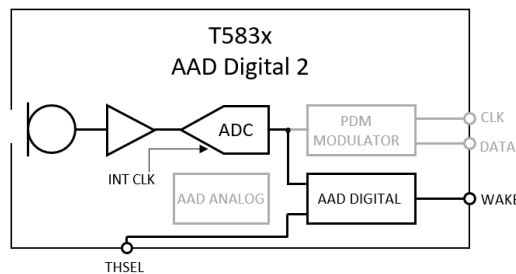 T583x
AAD Digital 2
ADC
PDM
MODULATOR
CLK
DATA
INT CLK
AAD ANALOG
AAD DIGITAL
WAKE
THSEL